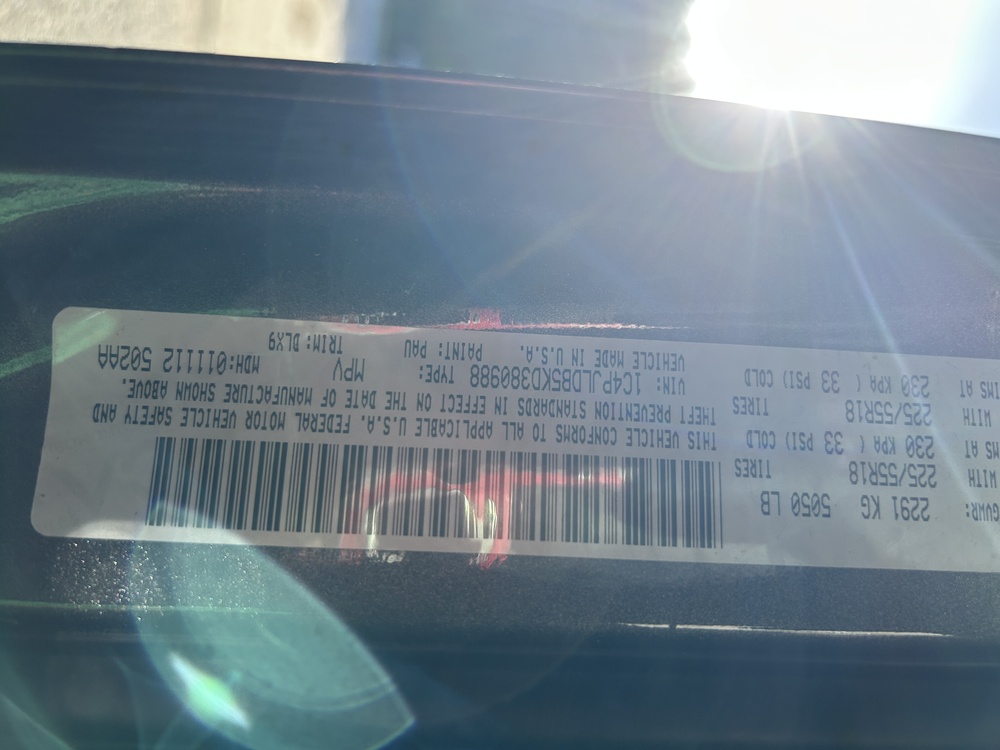 GVWR: 2291 KG 5050 LB
WITH 225/55R18 TIRES
MS AT 230 KPA ( 33 PSI) COLD
WITH 225/55R18 TIRES
MS AT 230 KPA ( 33 PSI) COLD
THIS VEHICLE CONFORMS TO ALL APPLICABLE U.S.A. FEDERAL MOTOR VEHICLE SAFETY AND
THEFT PREVENTION STANDARDS IN EFFECT ON THE DATE OF MANUFACTURE SHOWN ABOVE.
VIN: 1C4PJLDB5KD380988 TYPE: MPV MDH:011112 502AA
VEHICLE MADE IN U.S.A. PAINT: PAU TRIM: DLX9